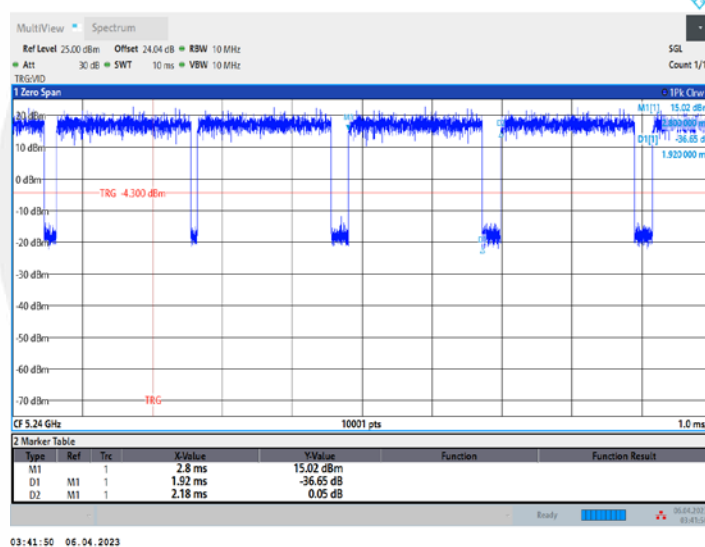 MultiView Spectrum
Ref Level 25.00 dBm Offset 24.04 dB RBW 10 MHz SGL
Att 30 dB SWT 10 ms VBW 10 MHz Count 1/1
TRG:VID
1 Zero Span 1Pk Clrw
M1[1] 15.02 dBm
20 dBm
D1[1] -36.65 dB
10 dBm
1.920000 m
0 dBm
TRG -4.300 dBm
-10 dBm
-20 dBm
-30 dBm
-40 dBm
-50 dBm
-60 dBm
-70 dBm
TRG
CF 5.24 GHz 10001 pts 1.0 ms
2 Marker Table
Type Ref Trc X-Value Y-Value Function Function Result
M1 1 2.8 ms 15.02 dBm
D1 M1 1 1.92 ms -36.65 dB
D2 M1 1 2.18 ms 0.05 dB
Ready 06.04.202
03:41:50
03:41:50 06.04.2023